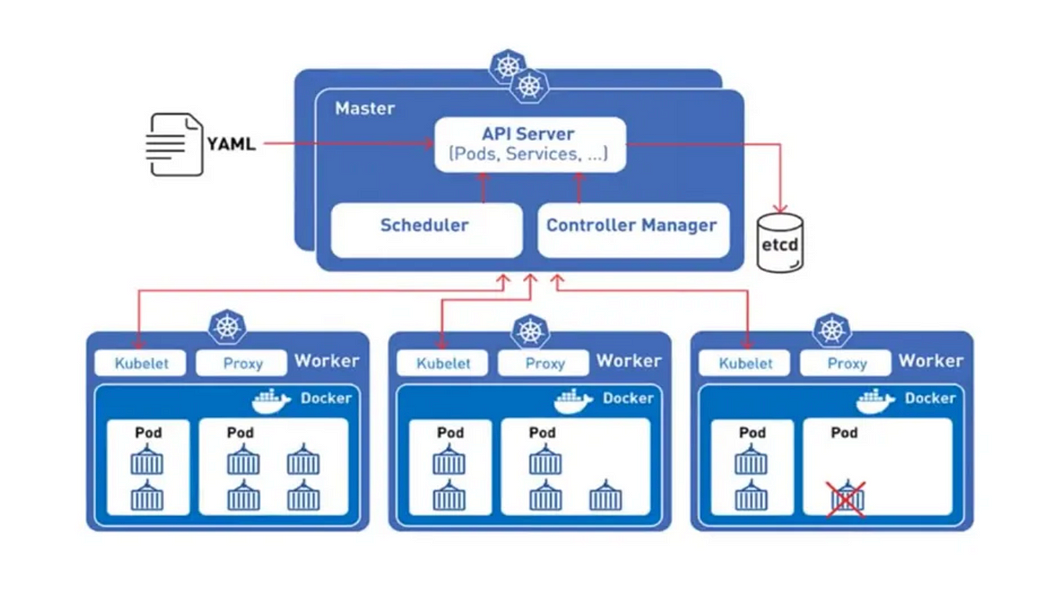 Master
YAML
API Server
(Pods, Services, ...)
Scheduler
Controller Manager
etcd
Kubelet
Proxy
Worker
Docker
Pod
Pod
Kubelet
Proxy
Worker
Docker
Pod
Pod
Kubelet
Proxy
Worker
Docker
Pod
Pod